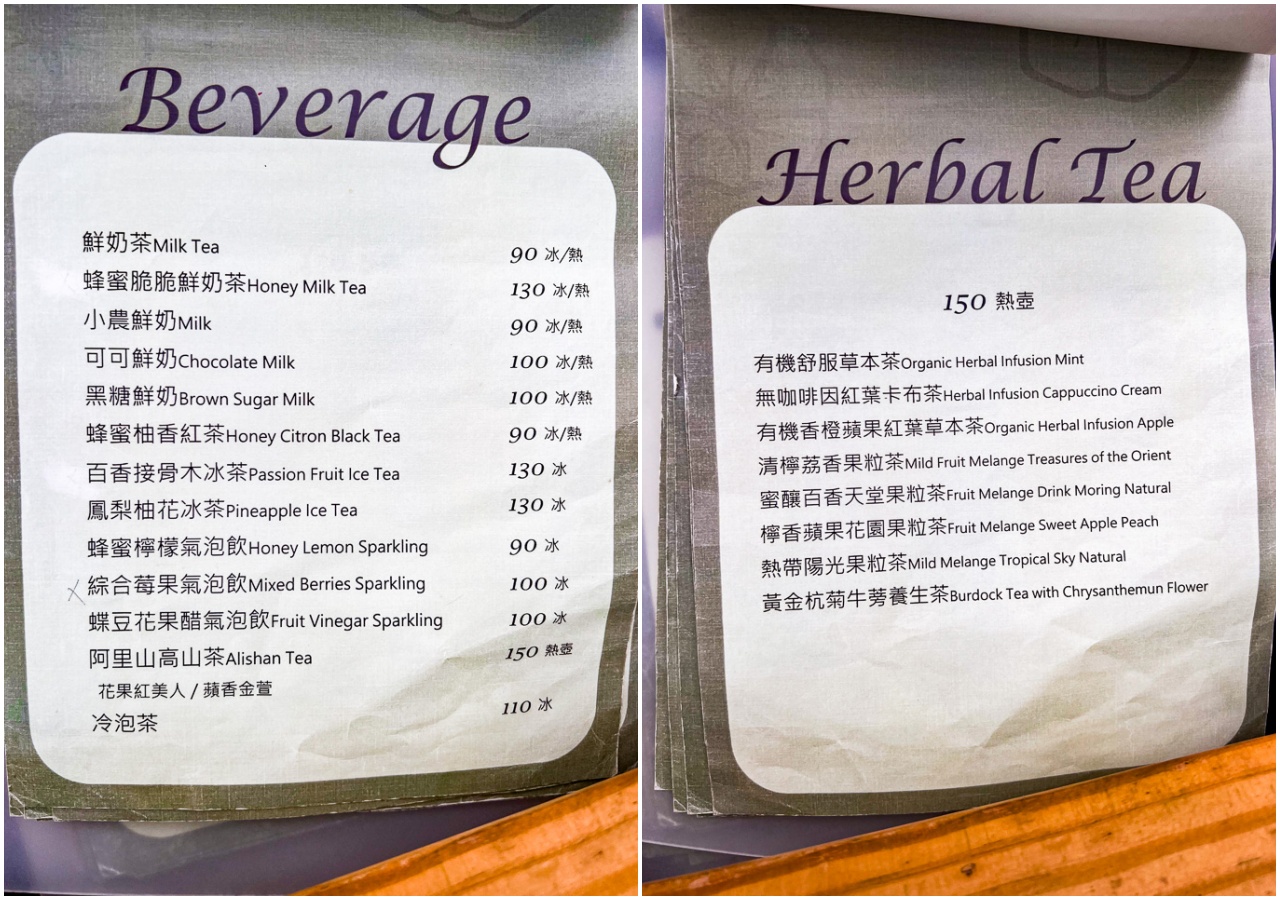 Beverage
鮮奶茶Milk Tea 90 冰/熱
蜂蜜脆脆鮮奶茶Honey Milk Tea 130 冰/熱
小農鮮奶Milk 90 冰/熱
可可鮮奶Chocolate Milk 100 冰/熱
黑糖鮮奶Brown Sugar Milk 100 冰/熱
蜂蜜柚香紅茶Honey Citron Black Tea 90 冰/熱
百香接骨木冰茶Passion Fruit Ice Tea 130 冰
鳳梨柚花冰茶Pineapple Ice Tea 130 冰
蜂蜜檸檬氣泡飲Honey Lemon Sparkling 90 冰
綜合莓果氣泡飲Mixed Berries Sparkling 100 冰
蝶豆花果醋氣泡飲Fruit Vinegar Sparkling 100 冰
阿里山高山茶Alishan Tea 150 熱壺
花果紅美人 / 蘋香金萱
冷泡茶 110 冰
Herbal Tea
150 熱壺
有機舒服草本茶Organic Herbal Infusion Mint
無咖啡因紅葉卡布茶Herbal Infusion Cappuccino Cream
有機香橙蘋果紅葉草本茶Organic Herbal Infusion Apple
清檸荔香果粒茶Mild Fruit Melange Treasures of the Orient
蜜釀百香天堂果粒茶Fruit Melange Drink Moring Natural
檸香蘋果花園果粒茶Fruit Melange Sweet Apple Peach
熱帶陽光果粒茶Mild Melange Tropical Sky Natural
黃金杭菊牛蒡養生茶Burdock Tea with Chrysanthemun Flower